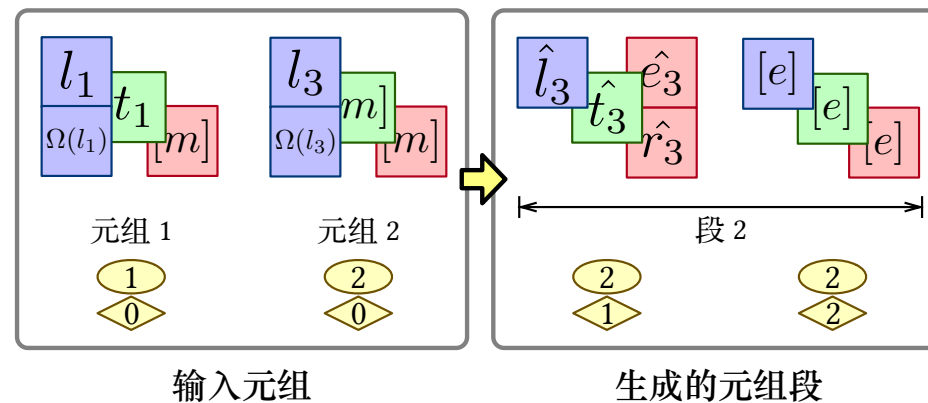 l₁ t₁ [m] l₃ [m] [m] l̂₃ t̂₃ ê₃ [e] [e] [e]
Ω(l₁) Ω(l₃) r̂₃
元组 1 元组 2 段 2
1 2 2 2
0 0 1 2
输入元组 生成的元组段